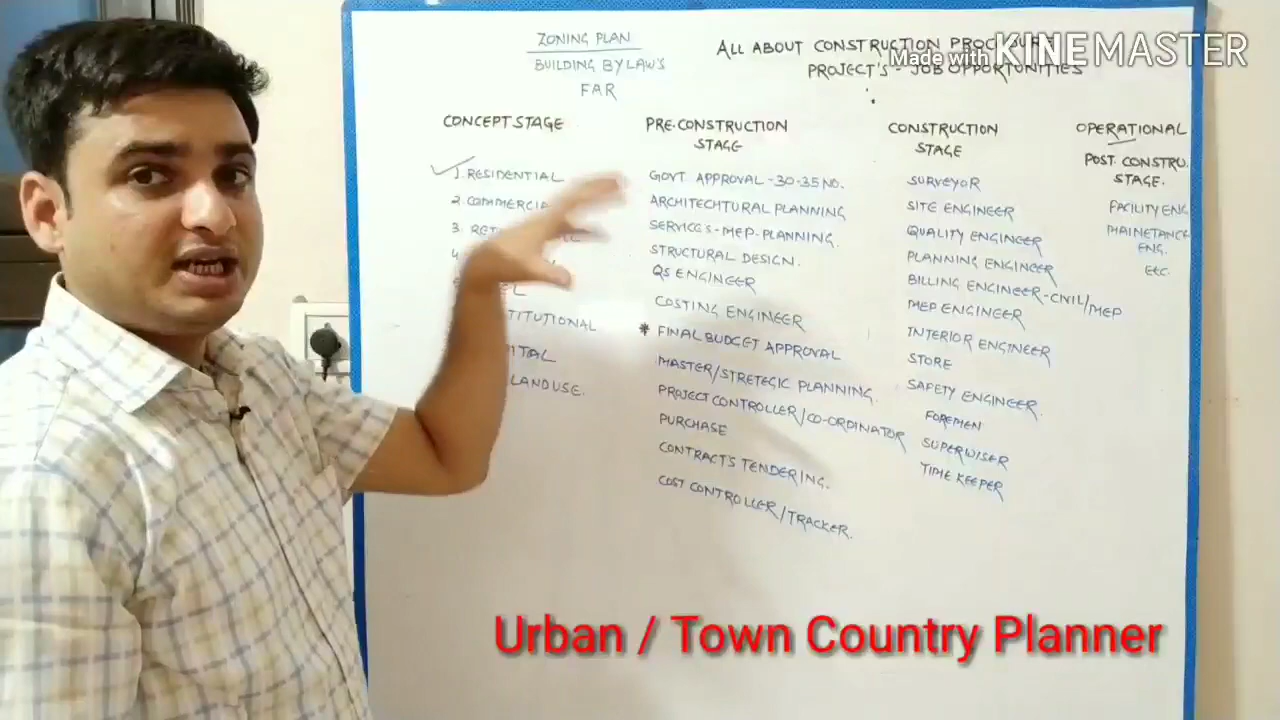 ZONING PLAN
BUILDING BYLAW'S
FAR
ALL ABOUT CONSTRUCTION
PROJECT'S - JOB OPPORTUNITIES
Made with KINEMASTER
CONCEPT STAGE
1. RESIDENTIAL
2. COMMERCIA
3.
TITUTIONAL
PITAL
LANDUSE.
PRE-CONSTRUCTION
STAGE
GOVT APPROVAL - 30-35 NO.
ARCHITECHTURAL PLANNING
SERVICES-MEP-PLANNING.
STRUCTURAL DESIGN.
QS ENGINEER
COSTING ENGINEER
* FINAL BUDGET APPROVAL
MASTER/STRETEGIC PLANNING.
PROJECT CONTROLLER/CO-ORDINATOR
PURCHASE
CONTRACTS TENDERING.
COST CONTROLLER/TRACKER.
CONSTRUCTION
STAGE
SURVEYOR
SITE ENGINEER
QUALITY ENGINEER
PLANNING ENGINEER
BILLING ENGINEER-CIVIL/MEP
MEP ENGINEER
INTERIOR ENGINEER
STORE
SAFETY ENGINEER
FOREMEN
SUPERWISER
TIME KEEPER
OPERATIONAL
POST. CONSTRU.
STAGE.
FACILITY ENG
MAINETANCE
ENG.
ETC.
Urban / Town Country Planner